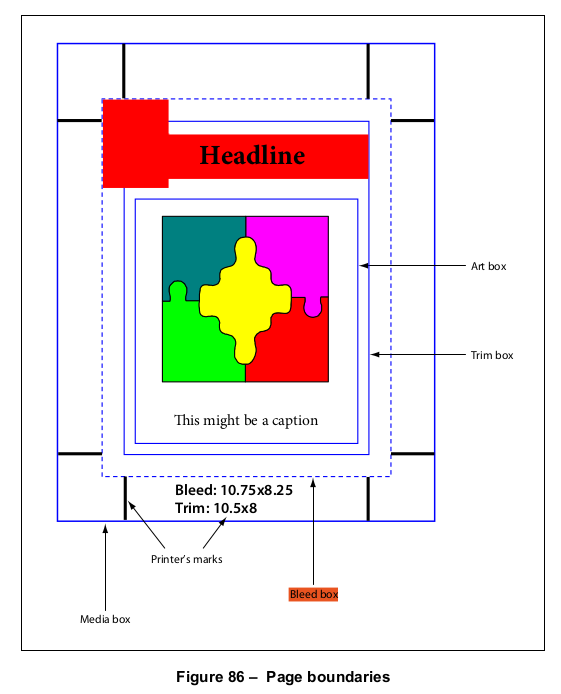 Headline
Art box
Trim box
This might be a caption
Bleed: 10.75x8.25
Trim: 10.5x8
Printer's marks
Bleed box
Media box
Figure 86 – Page boundaries